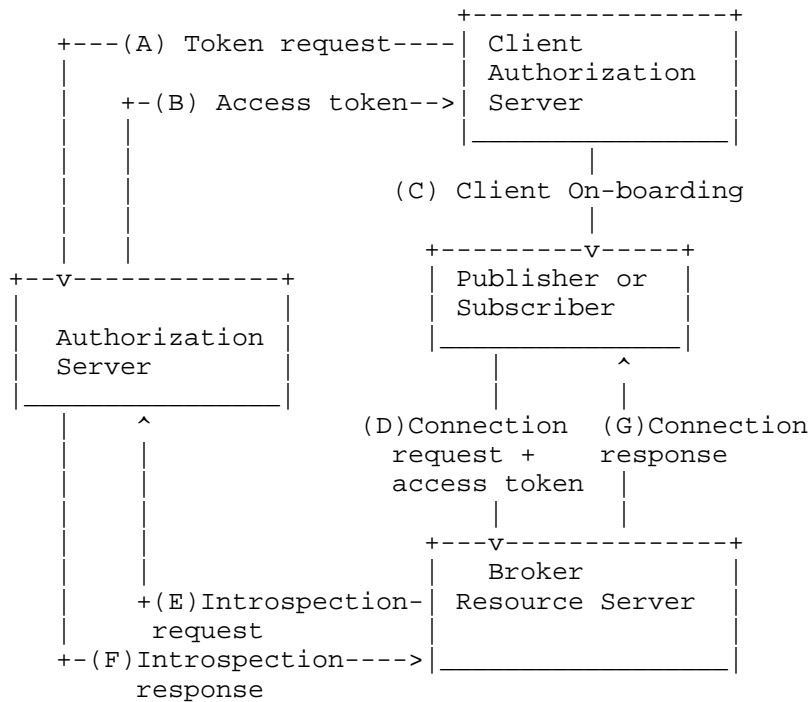 +---(A) Token request----| Client |
Authorization
+-(B) Access token-->| Server
(C) Client On-boarding
Publisher or
Subscriber
Authorization
Server
(D)Connection (G)Connection
request + response
access token
Broker
+(E)Introspection-| Resource Server
request
+-(F)Introspection---->|
response